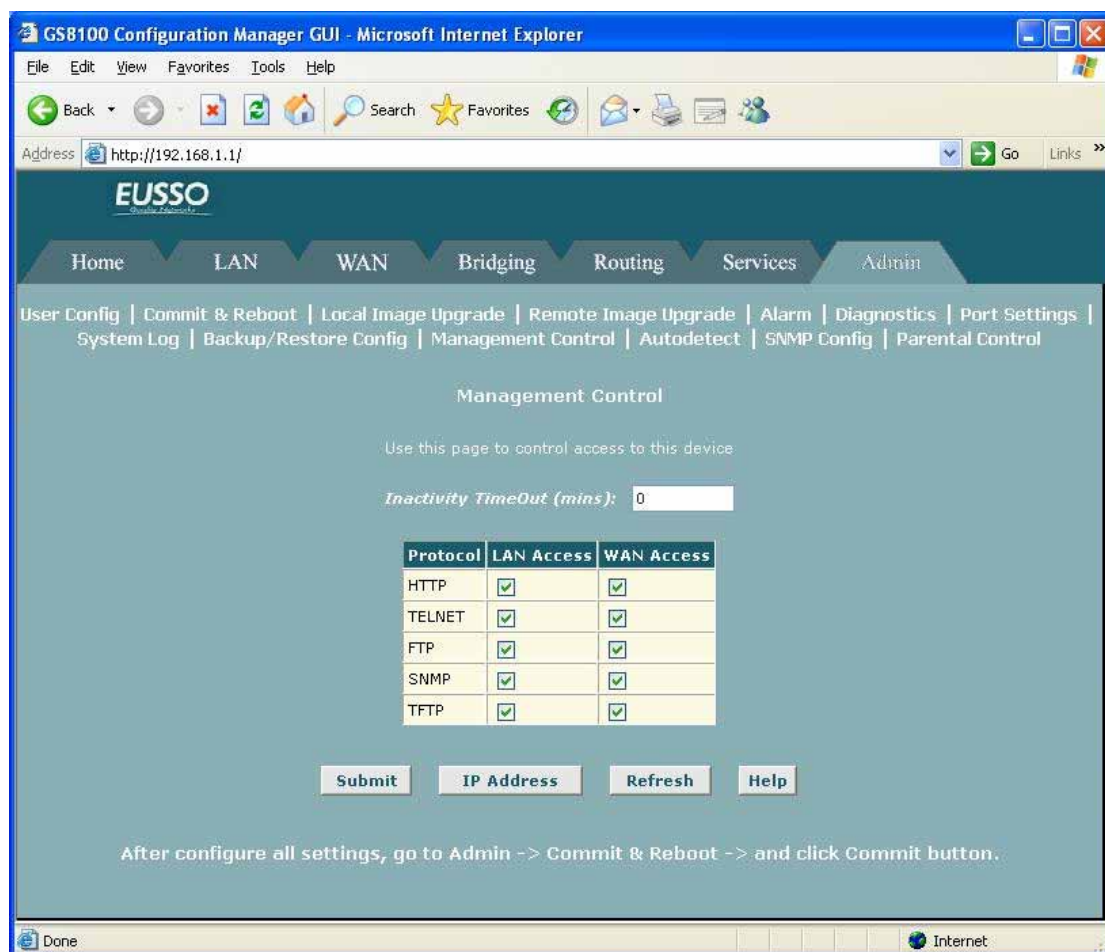 GS8100 Configuration Manager GUI - Microsoft Internet Explorer
File Edit View Favorites Tools Help
Back Search Favorites
Address http://192.168.1.1/ Go Links »
EUSSO
Quality Networks
Home LAN WAN Bridging Routing Services Admin
User Config | Commit & Reboot | Local Image Upgrade | Remote Image Upgrade | Alarm | Diagnostics | Port Settings |
System Log | Backup/Restore Config | Management Control | Autodetect | SNMP Config | Parental Control
Management Control
Use this page to control access to this device
Inactivity TimeOut (mins): 0
Protocol LAN Access WAN Access
HTTP
TELNET
FTP
SNMP
TFTP
Submit IP Address Refresh Help
After configure all settings, go to Admin -> Commit & Reboot -> and click Commit button.
Done Internet